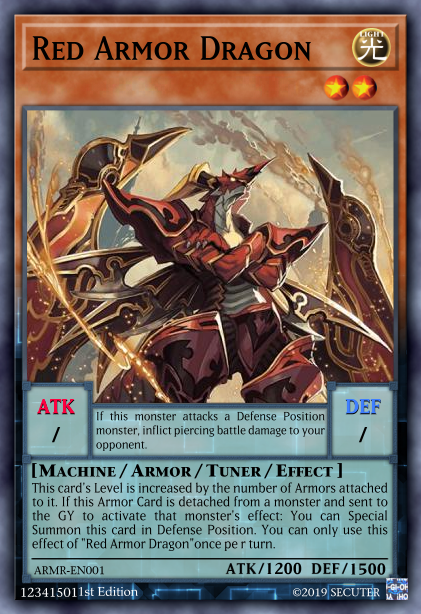 Red Armor Dragon
LIGHT
光
ATK
/
If this monster attacks a Defense Position
monster, inflict piercing battle damage to your
opponent.
DEF
/
[Machine / Armor / Tuner / Effect ]
This card's Level is increased by the number of Armors attached
to it. If this Armor Card is detached from a monster and sent to
the GY to activate that monster's effect: You can Special
Summon this card in Defense Position. You can only use this
effect of "Red Armor Dragon"once pe r turn.
ARMR-EN001
ATK/1200 DEF/1500
123415011st Edition
©2019 SECUTER